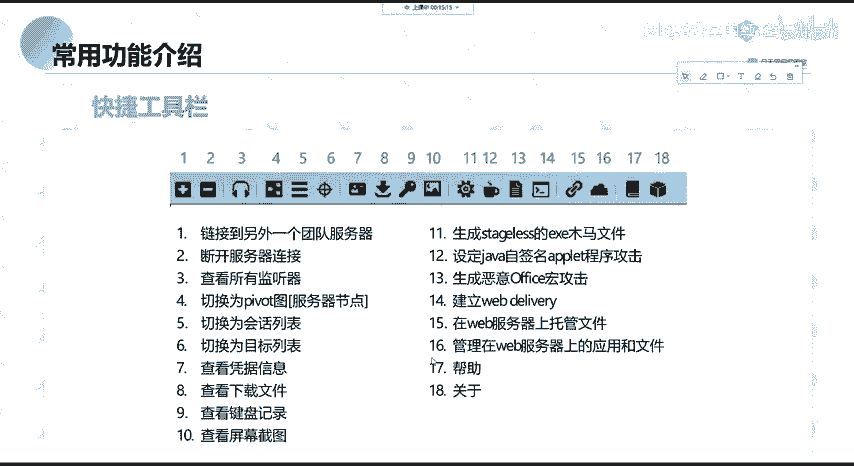 上课中 00:15:15
常用功能介绍
快捷工具栏
1 2 3 4 5 6 7 8 9 10 11 12 13 14 15 16 17 18
1. 链接到另外一个团队服务器
2. 断开服务器连接
3. 查看所有监听器
4. 切换为pivot图[服务器节点]
5. 切换为会话列表
6. 切换为目标列表
7. 查看凭据信息
8. 查看下载文件
9. 查看键盘记录
10. 查看屏幕截图
11. 生成stageless的exe木马文件
12. 设定java自签名applet程序攻击
13. 生成恶意Office宏攻击
14. 建立web delivery
15. 在web服务器上托管文件
16. 管理在web服务器上的应用和文件
17. 帮助
18. 关于